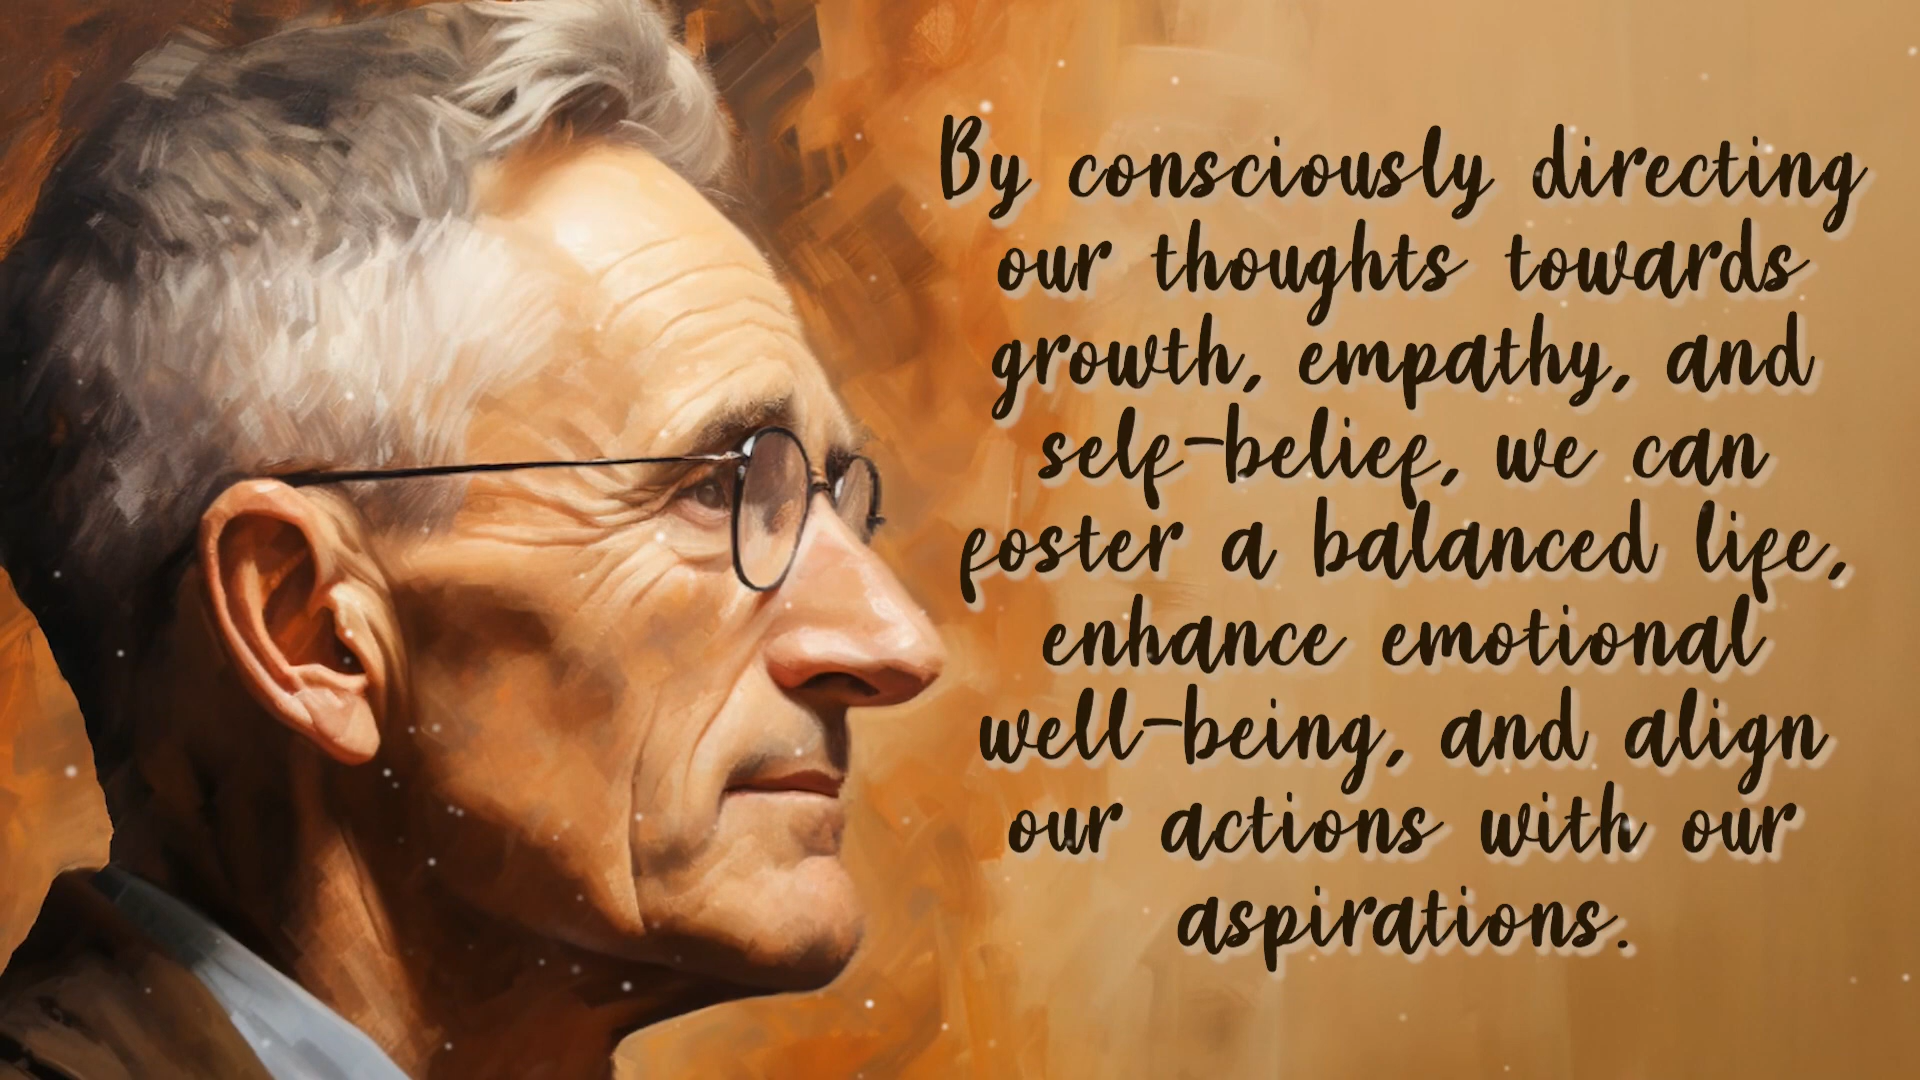 By consciously directing
our thoughts towards
growth, empathy, and
self-belief, we can
foster a balanced life,
enhance emotional
well-being, and align
our actions with our
aspirations.